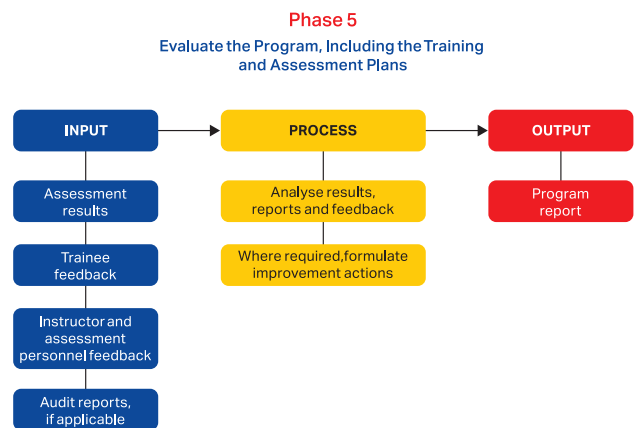 Phase 5
Evaluate the Program, Including the Training
and Assessment Plans
INPUT
PROCESS
OUTPUT
Assessment
results
Trainee
feedback
Instructor and
assessment
personnel feedback
Audit reports,
if applicable
Analyse results,
reports and feedback
Where required,formulate
improvement actions
Program
report